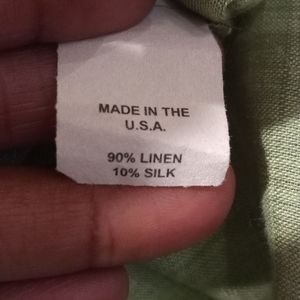 MADE IN THE
U.S.A.
90% LINEN
10% SILK